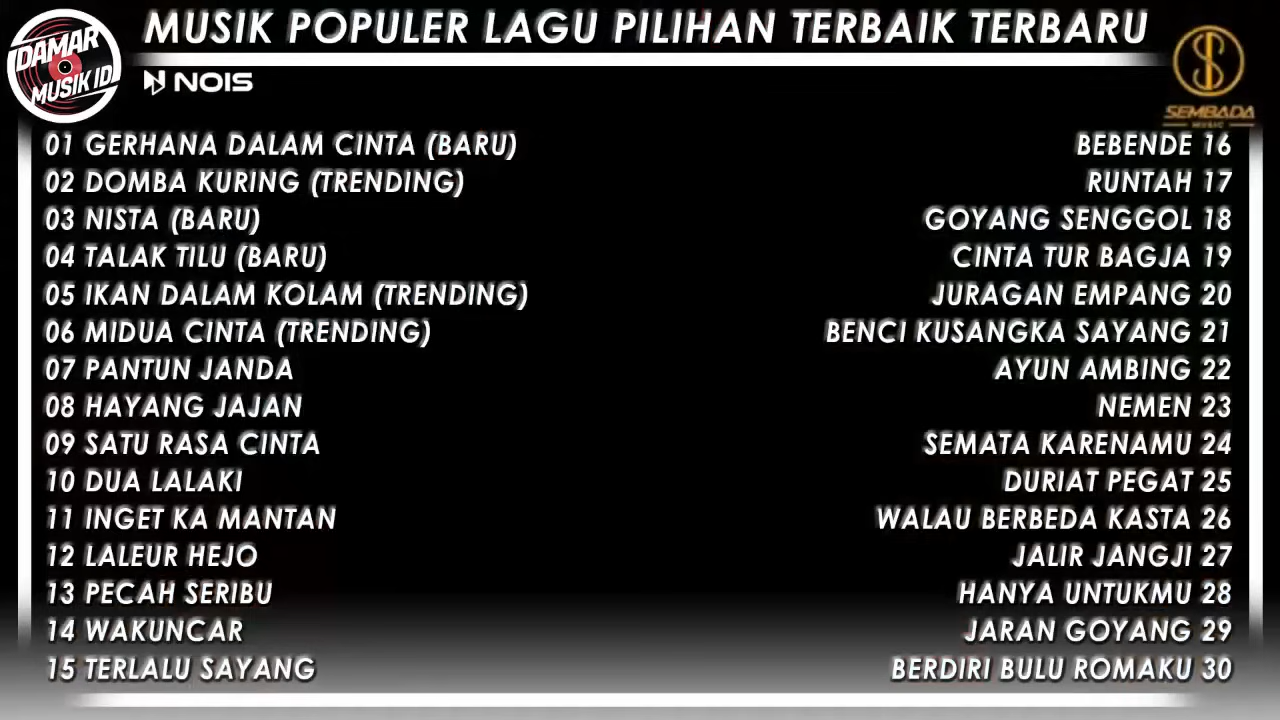 DAMAR
MUSIK ID
MUSIK POPULER LAGU PILIHAN TERBAIK TERBARU
NOIS
SEMBADA
MUSIC
01 GERHANA DALAM CINTA (BARU)
02 DOMBA KURING (TRENDING)
03 NISTA (BARU)
04 TALAK TILU (BARU)
05 IKAN DALAM KOLAM (TRENDING)
06 MIDUA CINTA (TRENDING)
07 PANTUN JANDA
08 HAYANG JAJAN
09 SATU RASA CINTA
10 DUA LALAKI
11 INGET KA MANTAN
12 LALEUR HEJO
13 PECAH SERIBU
14 WAKUNCAR
15 TERLALU SAYANG
BEBENDE 16
RUNTAH 17
GOYANG SENGGOL 18
CINTA TUR BAGJA 19
JURAGAN EMPANG 20
BENCI KUSANGKA SAYANG 21
AYUN AMBING 22
NEMEN 23
SEMATA KARENAMU 24
DURIAT PEGAT 25
WALAU BERBEDA KASTA 26
JALIR JANGJI 27
HANYA UNTUKMU 28
JARAN GOYANG 29
BERDIRI BULU ROMAKU 30